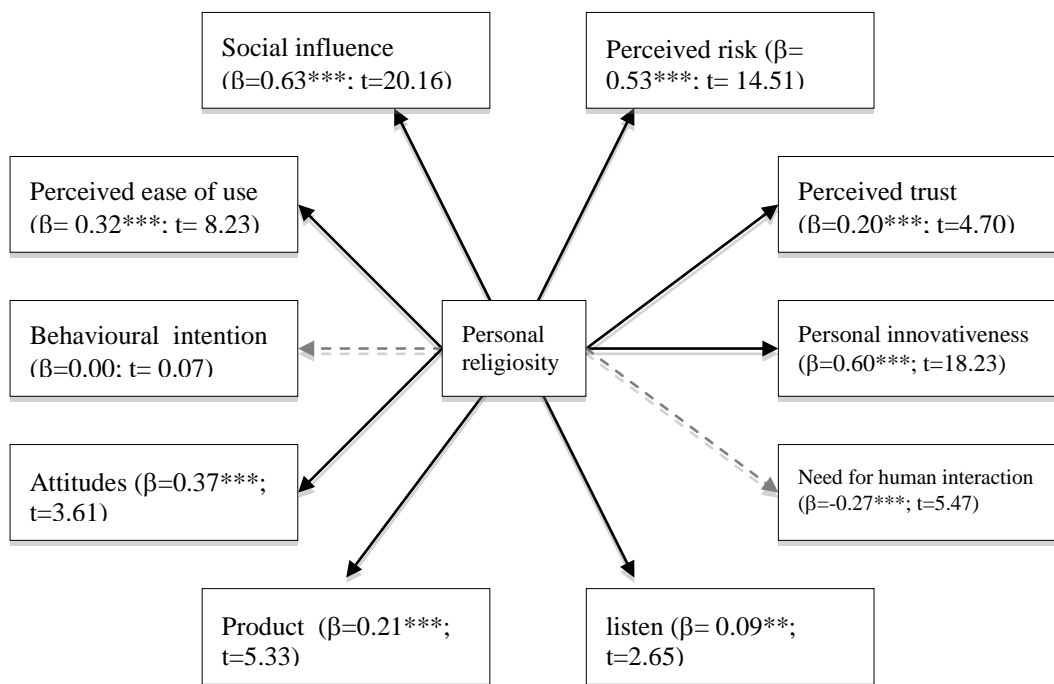 Social influence
(β=0.63***; t=20.16)
Perceived risk (β=
0.53***; t= 14.51)
Perceived ease of use
(β= 0.32***; t= 8.23)
Perceived trust
(β=0.20***; t=4.70)
Behavioural  intention
(β=0.00; t= 0.07)
Personal
religiosity
Personal innovativeness
(β=0.60***; t=18.23)
Attitudes (β=0.37***;
t=3.61)
Need for human interaction
(β=-0.27***; t=5.47)
Product  (β=0.21***;
t=5.33)
listen (β= 0.09**;
t=2.65)